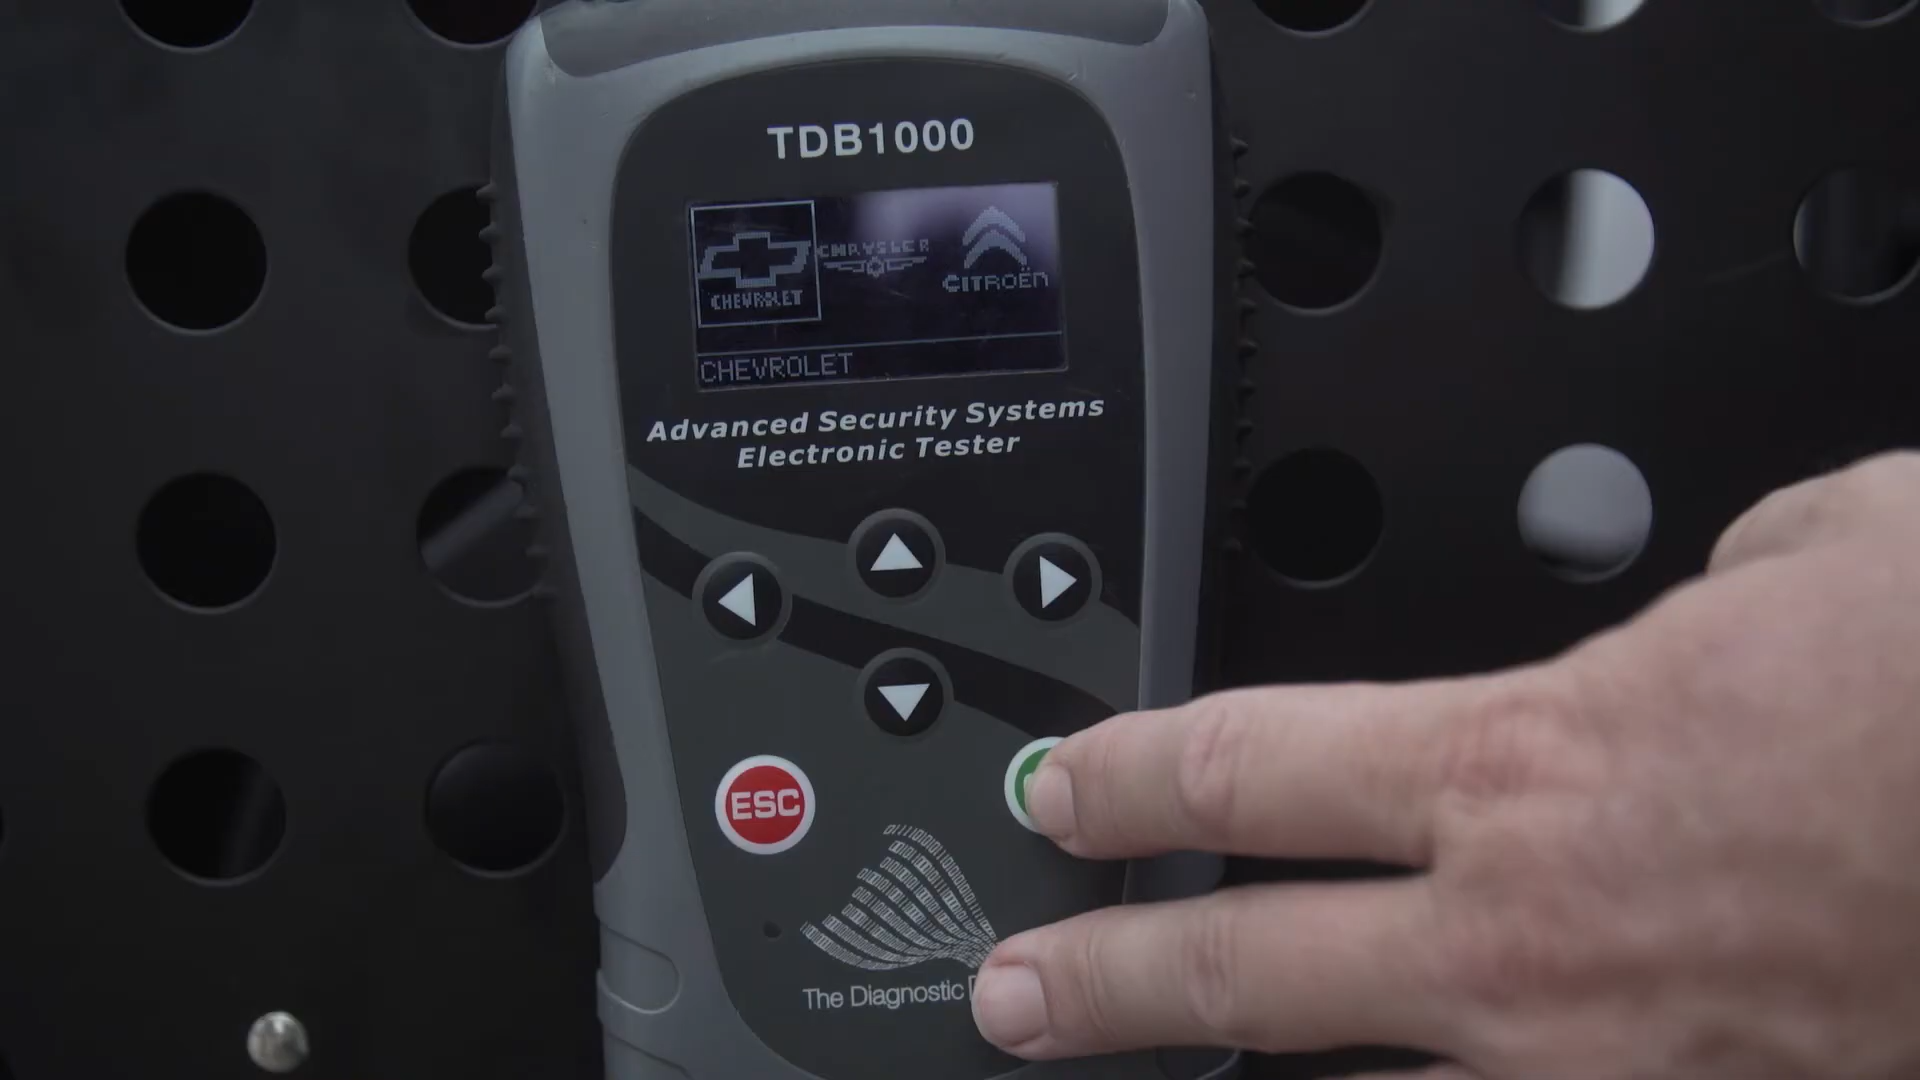 TDB1000
CHRYSLER
CHEVROLET
CITROËN
CHEVROLET
Advanced Security Systems
Electronic Tester
ESC
The Diagnostic